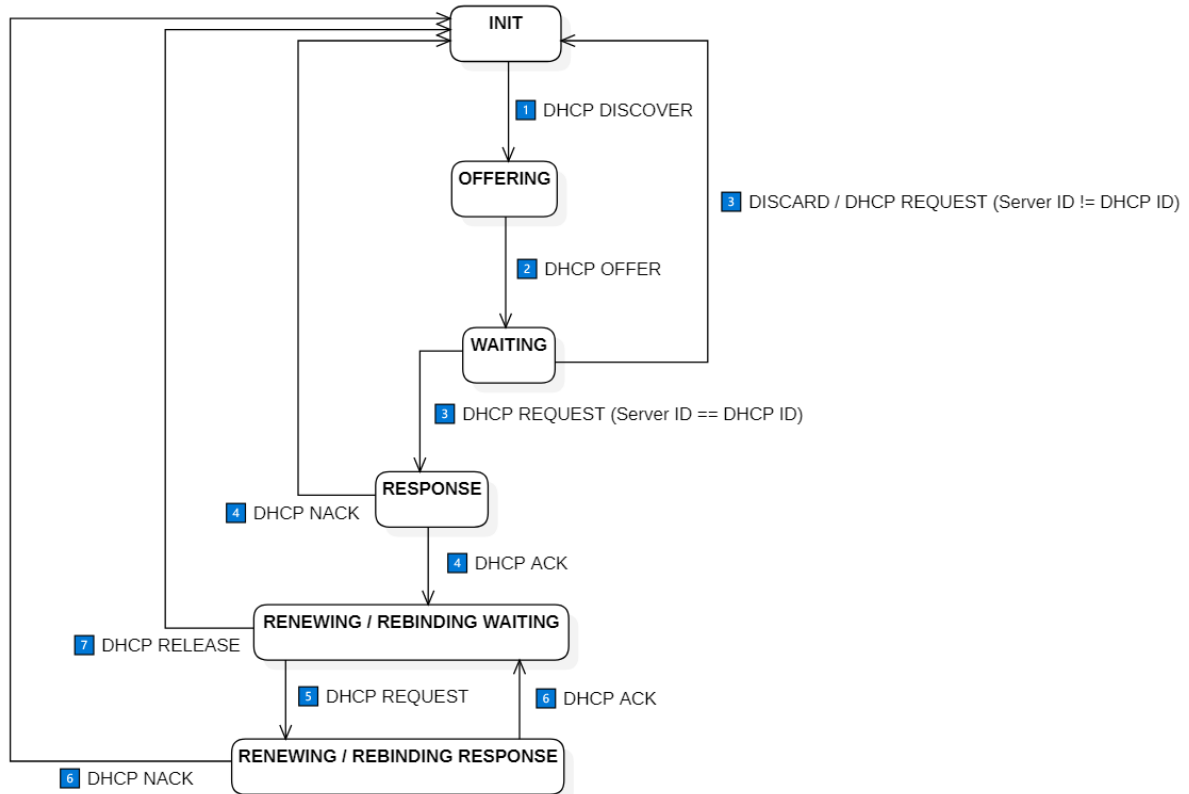 INIT
1 DHCP DISCOVER
OFFERING
3 DISCARD / DHCP REQUEST (Server ID != DHCP ID)
2 DHCP OFFER
WAITING
3 DHCP REQUEST (Server ID == DHCP ID)
RESPONSE
4 DHCP NACK
4 DHCP ACK
RENEWING / REBINDING WAITING
7 DHCP RELEASE
5 DHCP REQUEST
6 DHCP ACK
RENEWING / REBINDING RESPONSE
6 DHCP NACK